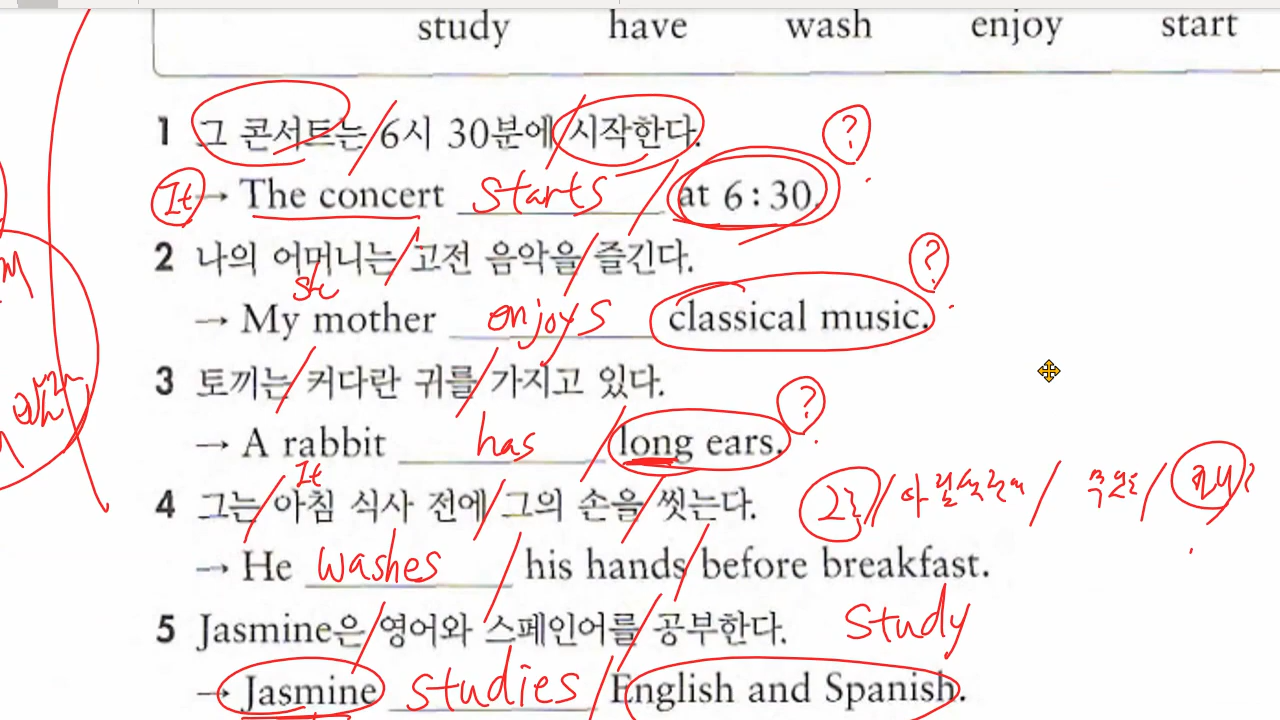 study have wash enjoy start
1 그 콘서트는 / 6시 30분에 / 시작한다. ?
It → The concert starts at 6:30.
2 나의 어머니는 / 고전 음악을 / 즐긴다. ?
→ My mother enjoys classical music.
3 토끼는 / 커다란 귀를 / 가지고 있다. ?
→ A rabbit has long ears.
It
4 그는 / 아침 식사 전에 / 그의 손을 / 씻는다.
→ He washes his hands before breakfast.
5 Jasmine은 / 영어와 스페인어를 / 공부한다. study
→ Jasmine studies English and Spanish.